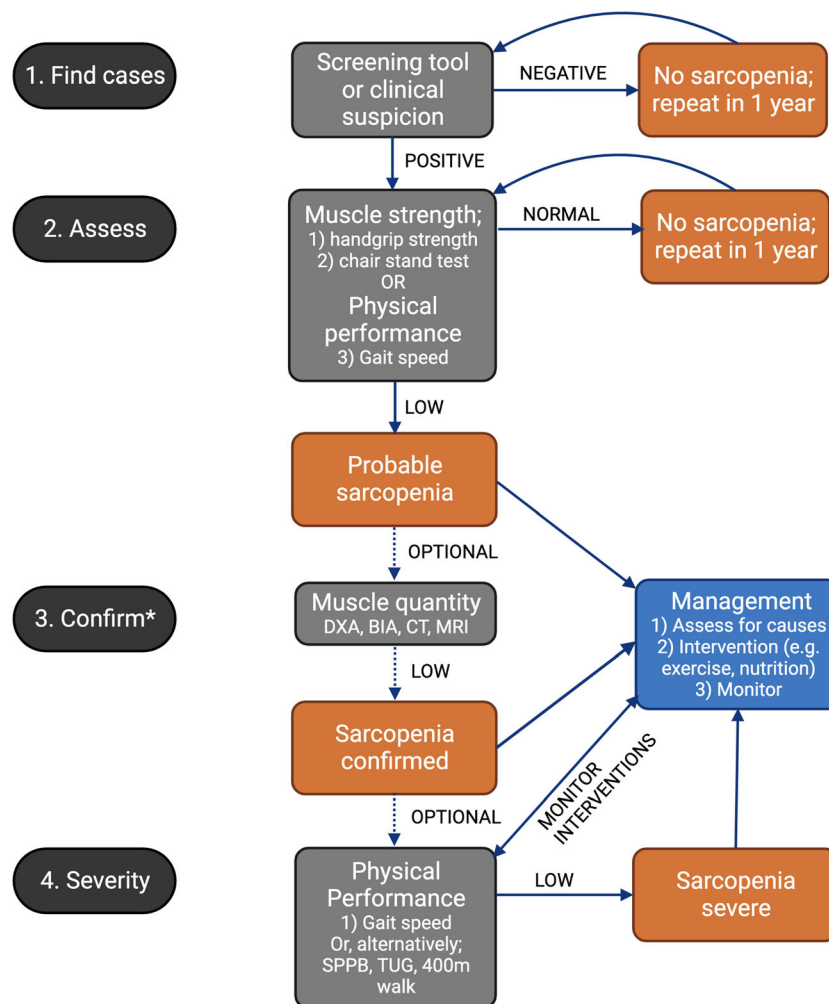 1. Find cases
Screening tool
or clinical
suspicion
NEGATIVE
No sarcopenia;
repeat in 1 year
POSITIVE
2. Assess
Muscle strength;
1) handgrip strength
2) chair stand test
OR
Physical
performance
3) Gait speed
NORMAL
No sarcopenia;
repeat in 1 year
LOW
Probable
sarcopenia
OPTIONAL
3. Confirm*
Muscle quantity
DXA, BIA, CT, MRI
Management
1) Assess for causes
2) Intervention (e.g.
exercise, nutrition)
3) Monitor
LOW
Sarcopenia
confirmed
MONITOR
INTERVENTIONS
OPTIONAL
4. Severity
Physical
Performance
1) Gait speed
Or, alternatively;
SPPB, TUG, 400m
walk
LOW
Sarcopenia
severe